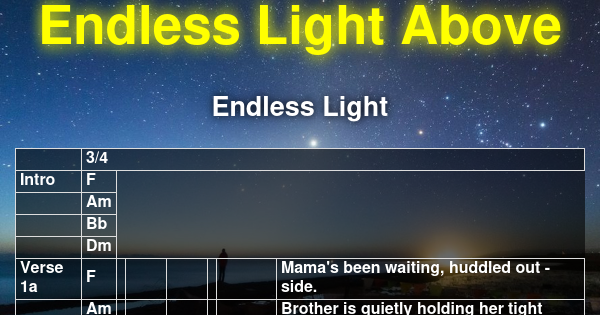 Endless Light Above
Endless Light
3/4
Intro F
Am
Bb
Dm
Verse 1a F Mama's been waiting, huddled out -
side.
Am Brother is quietly holding her tight